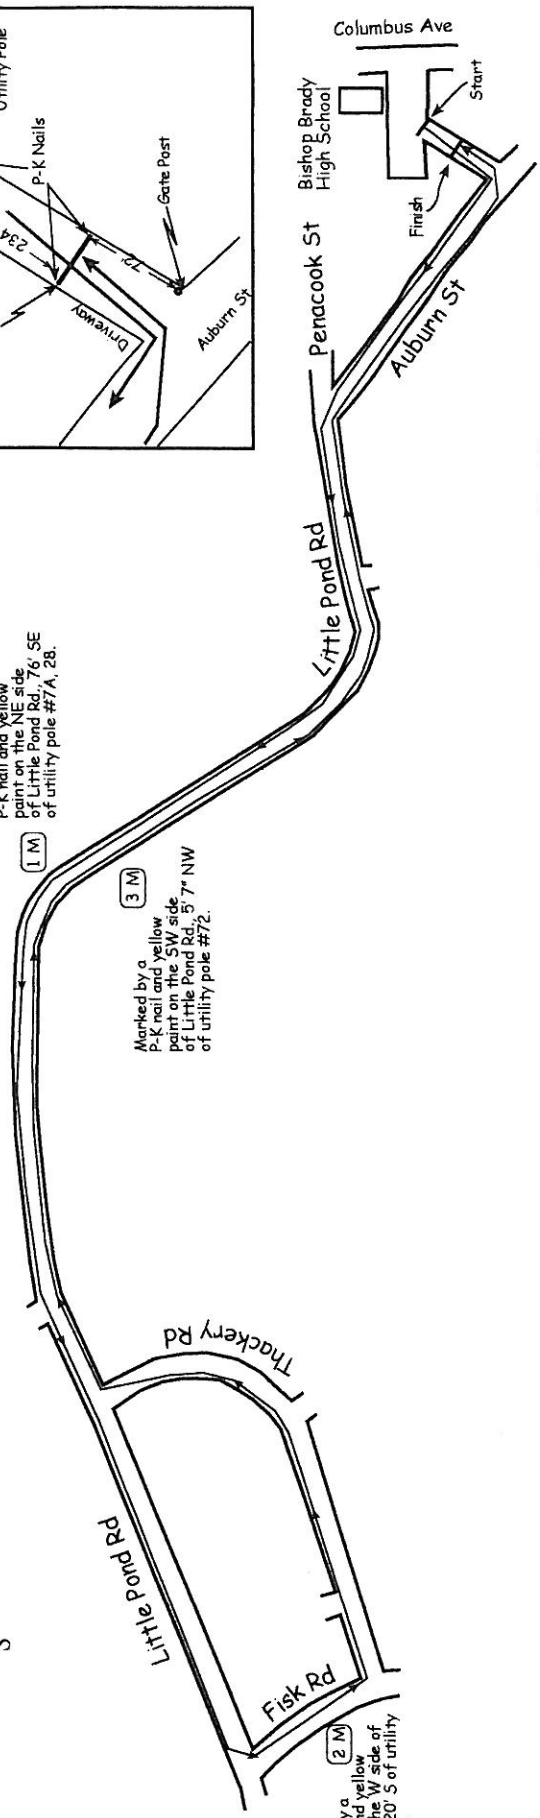 Columbus Ave
Bishop Brady
High School
Start
Finish
Penacook St
Auburn St
Little Pond Rd
P-K Nails
Gate Post
234
72'
Driveway
Auburn St
Utility Pole
P-K nail and yellow
paint on the NE side
of Little Pond Rd., 76' SE
of utility pole #7A, 28.
1 M
3 M
Marked by a
P-K nail and yellow
paint on the SW side
of Little Pond Rd., 5' 7" NW
of utility pole #72.
Thackery Rd
Little Pond Rd
Fisk Rd
2 M
by a
yellow
W side of
20' S of utility
S